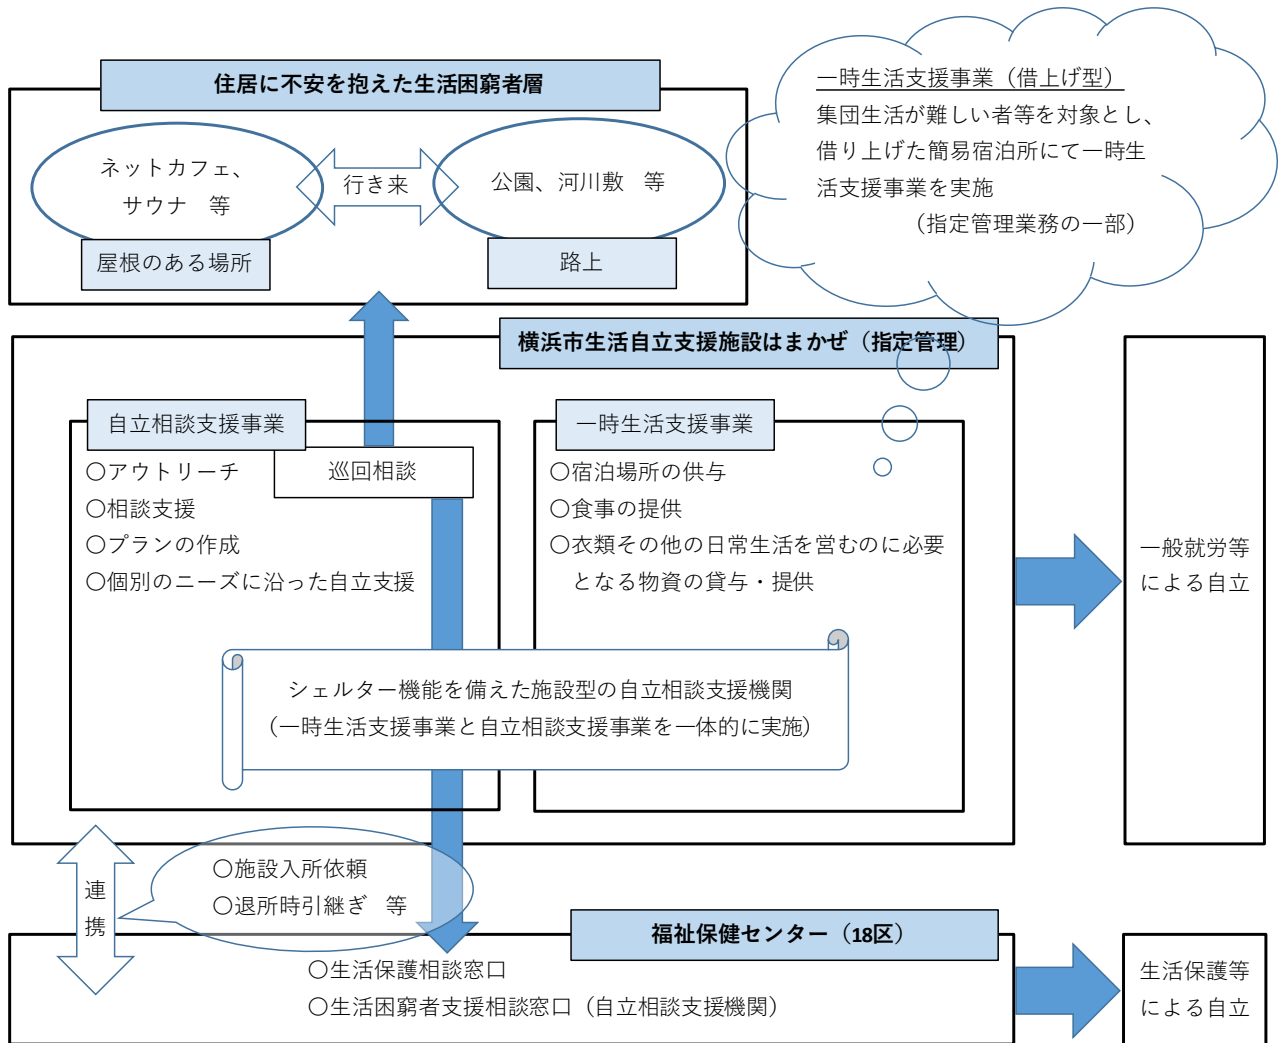 住居に不安を抱えた生活困窮者層
ネットカフェ、
サウナ　等
行き来
公園、河川敷　等
屋根のある場所
路上
一時生活支援事業（借上げ型）
集団生活が難しい者等を対象とし、
借り上げた簡易宿泊所にて一時生
活支援事業を実施
（指定管理業務の一部）
横浜市生活自立支援施設はまかぜ（指定管理）
自立相談支援事業
巡回相談
○アウトリーチ
○相談支援
○プランの作成
○個別のニーズに沿った自立支援
一時生活支援事業
○宿泊場所の供与
○食事の提供
○衣類その他の日常生活を営むのに必要
となる物資の貸与・提供
シェルター機能を備えた施設型の自立相談支援機関
（一時生活支援事業と自立相談支援事業を一体的に実施）
一般就労等
による自立
連
携
○施設入所依頼
○退所時引継ぎ　等
福祉保健センター（18区）
○生活保護相談窓口
○生活困窮者支援相談窓口（自立相談支援機関）
生活保護等
による自立